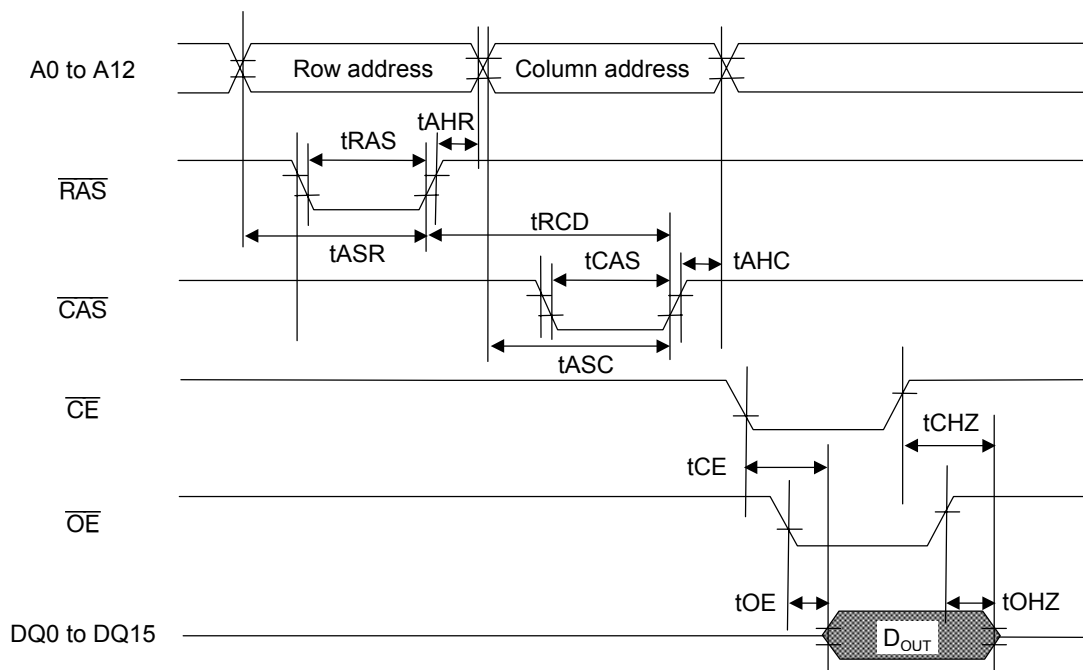 A0 to A12
Row address
Column address
tAHR
tRAS
RAS
tRCD
tASR
tCAS
tAHC
CAS
tASC
CE
tCHZ
tCE
OE
tOE
tOHZ
DQ0 to DQ15
DOUT